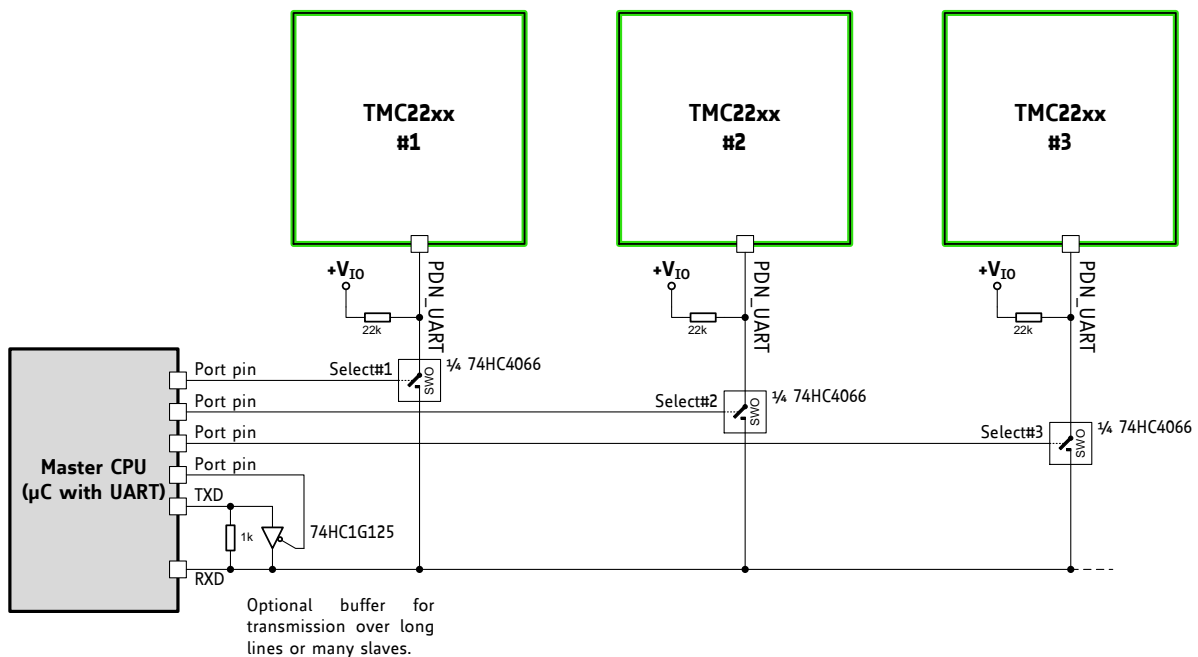 TMC22xx
#1
TMC22xx
#2
TMC22xx
#3
+VIO
PDN_UART
22k
+VIO
PDN_UART
22k
+VIO
PDN_UART
22k
Port pin
Select#1
SWO
¼ 74HC4066
Port pin
Select#2
SWO
¼ 74HC4066
Port pin
Select#3
SWO
¼ 74HC4066
Port pin
Master CPU
(µC with UART)
TXD
1k
74HC1G125
RXD
Optional buffer for
transmission over long
lines or many slaves.